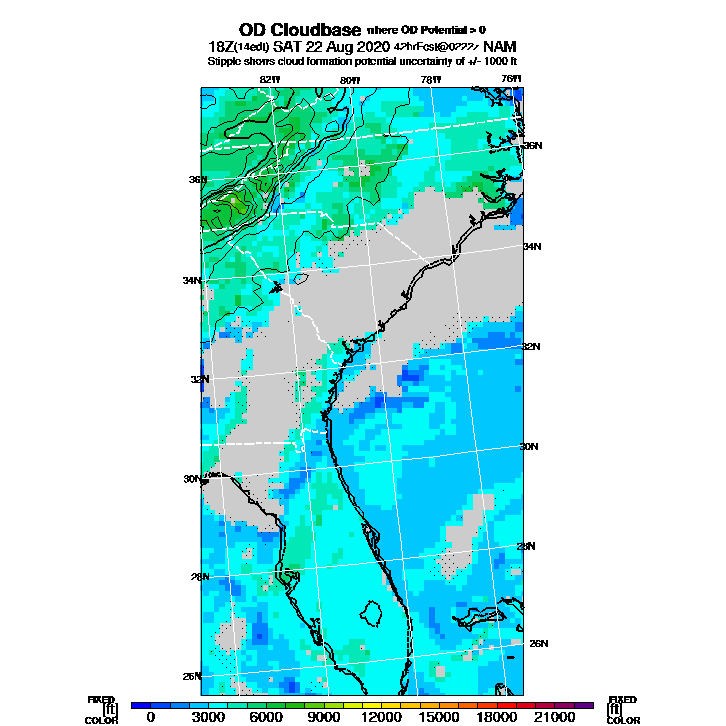 OD Cloudbase where OD Potential > 0
18Z(14edt) SAT 22 Aug 2020 42hrFcst@0222z NAM
Stipple shows cloud formation potential uncertainty of +/- 1000 ft
82W 80W 78W 76W
36N
36N
34N
34N
32N
32N
30N
30N
28N
28N
26N
26N
FIXED FIXED
[ft] 0 3000 6000 9000 12000 15000 18000 21000 [ft]
COLOR COLOR